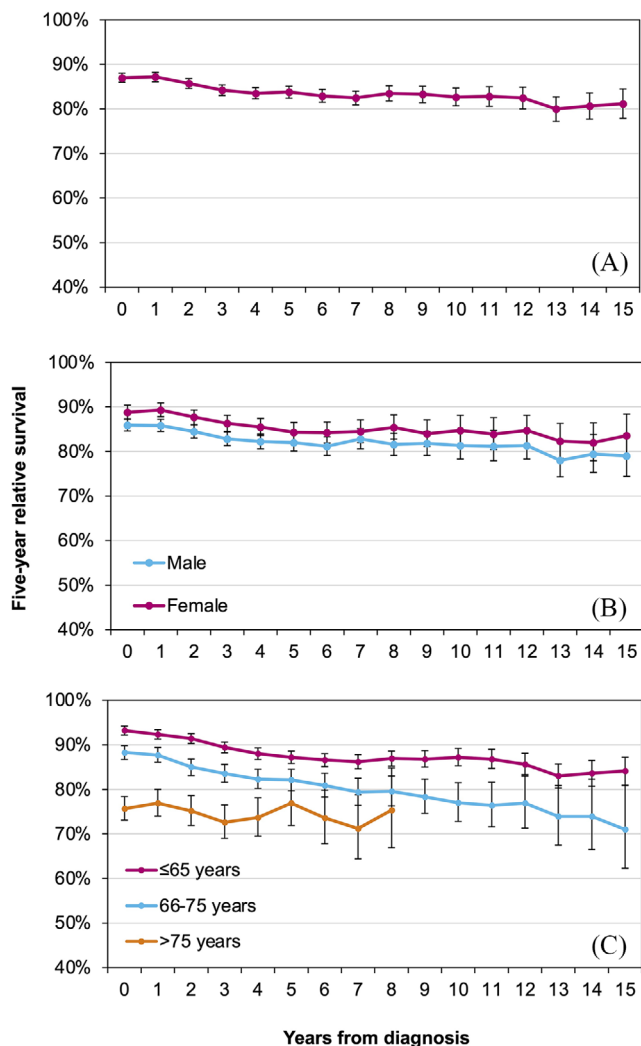 100%
90%
80%
70%
60%
50%
40%
(A)
0 1 2 3 4 5 6 7 8 9 10 11 12 13 14 15
Five-year relative survival
100%
90%
80%
70%
60%
50%
40%
Male
Female
(B)
0 1 2 3 4 5 6 7 8 9 10 11 12 13 14 15
100%
90%
80%
70%
60%
50%
40%
≤65 years
66-75 years
>75 years
(C)
0 1 2 3 4 5 6 7 8 9 10 11 12 13 14 15
Years from diagnosis